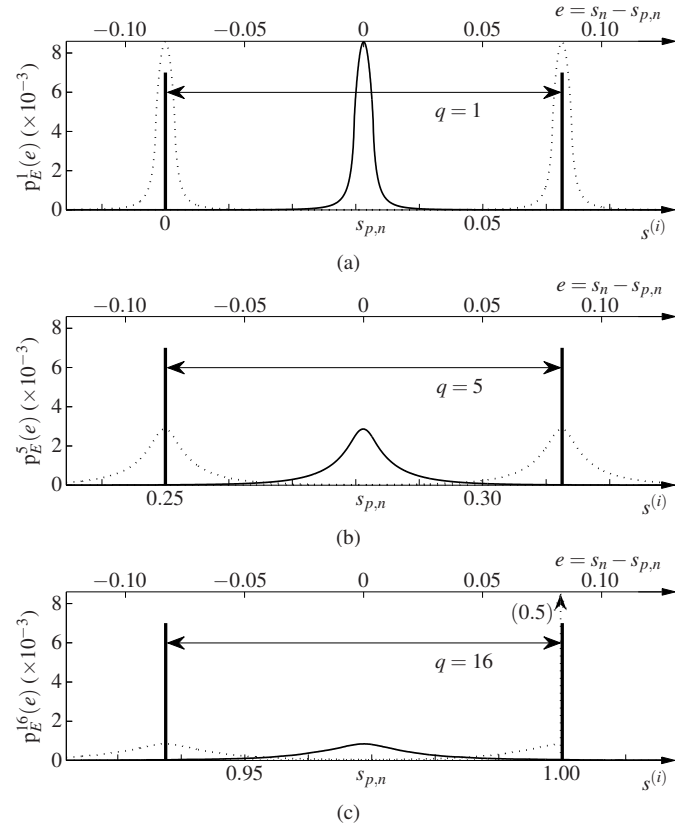 e = s_n − s_{p,n}
−0.10 −0.05 0 0.05 0.10
8
6
4
2
0
p_E^1(e) (×10^{−3})
q = 1
0 s_{p,n} 0.05 s^{(i)}
(a)
e = s_n − s_{p,n}
−0.10 −0.05 0 0.05 0.10
8
6
4
2
0
p_E^5(e) (×10^{−3})
q = 5
0.25 s_{p,n} 0.30 s^{(i)}
(b)
e = s_n − s_{p,n}
−0.10 −0.05 0 0.05 0.10
8
6
4
2
0
p_E^{16}(e) (×10^{−3})
(0.5)
q = 16
0.95 s_{p,n} 1.00 s^{(i)}
(c)